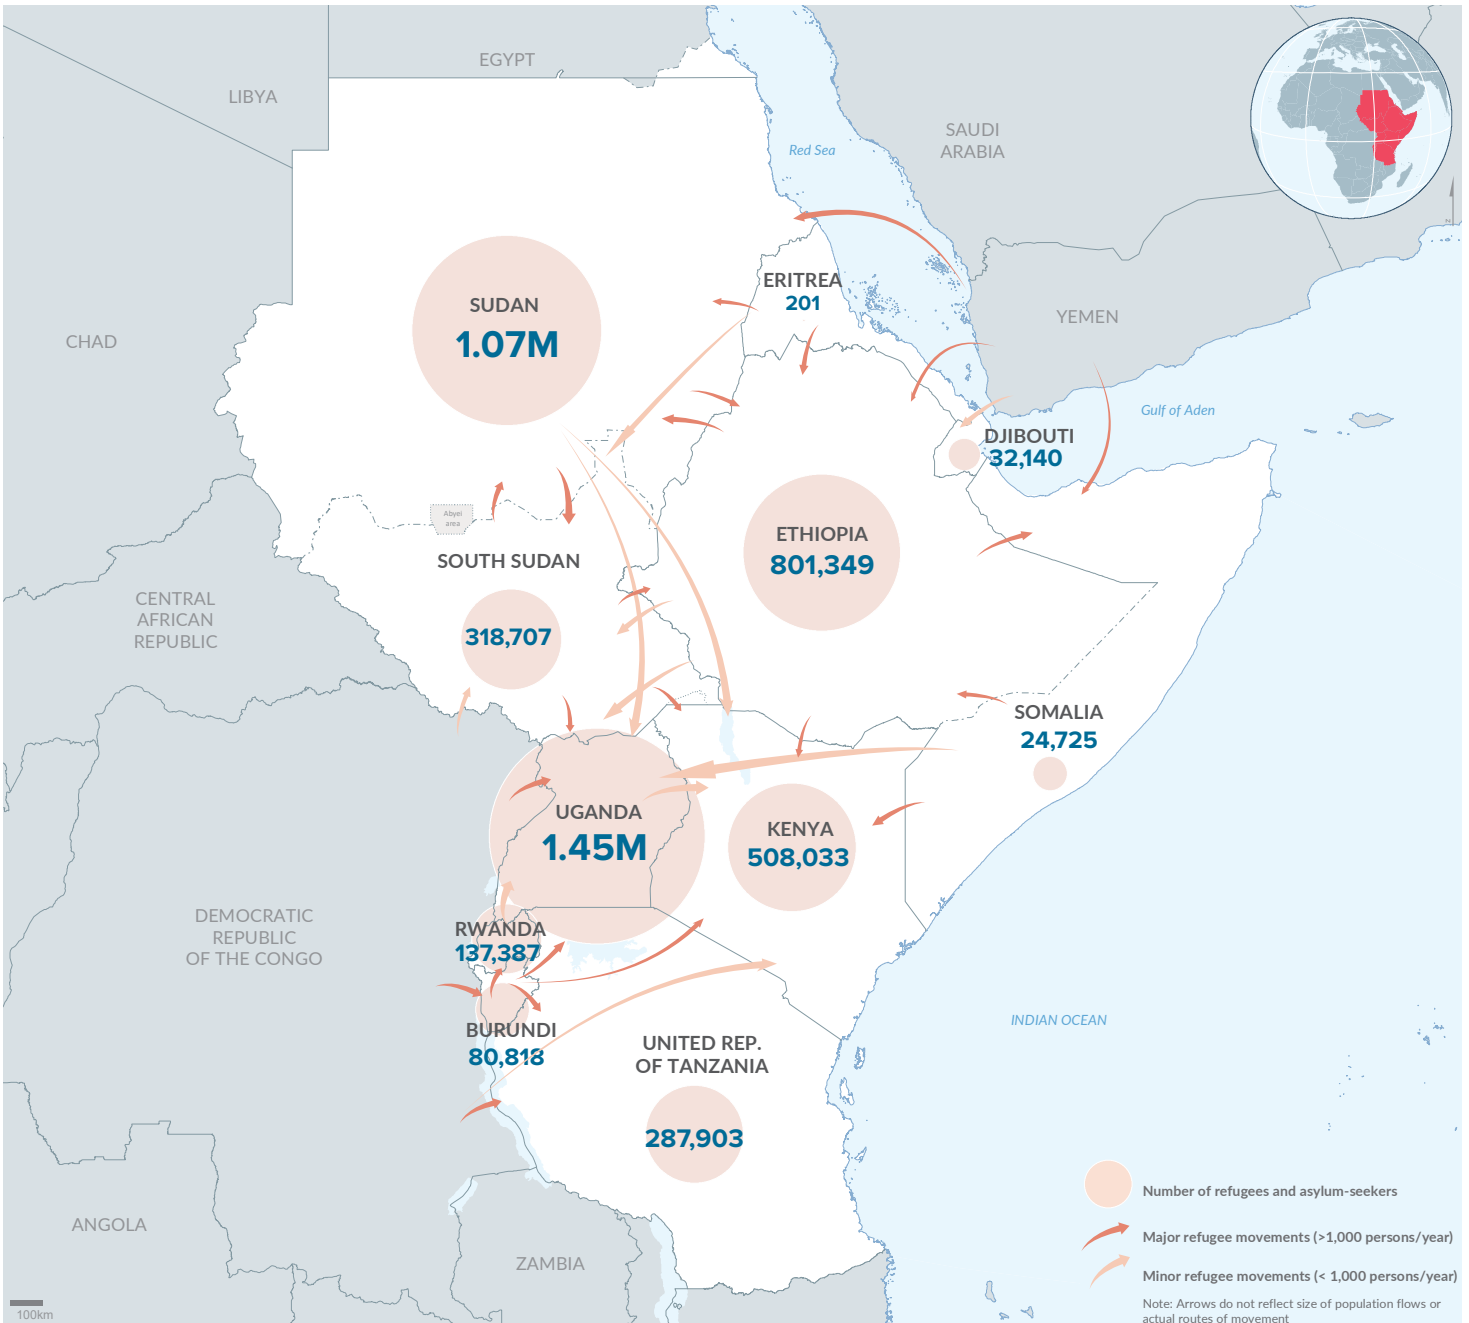 EGYPT
LIBYA
SAUDI
ARABIA
Red Sea
ERITREA
201
SUDAN
1.07M
YEMEN
CHAD
Gulf of Aden
DJIBOUTI
32,140
Abyei
area
ETHIOPIA
801,349
SOUTH SUDAN
318,707
CENTRAL
AFRICAN
REPUBLIC
SOMALIA
24,725
UGANDA
1.45M
KENYA
508,033
DEMOCRATIC
REPUBLIC
OF THE CONGO
RWANDA
137,387
BURUNDI
80,818
INDIAN OCEAN
UNITED REP.
OF TANZANIA
287,903
ANGOLA
ZAMBIA
Number of refugees and asylum-seekers
Major refugee movements (>1,000 persons/year)
Minor refugee movements (< 1,000 persons/year)
Note: Arrows do not reflect size of population flows or
actual routes of movement
100km